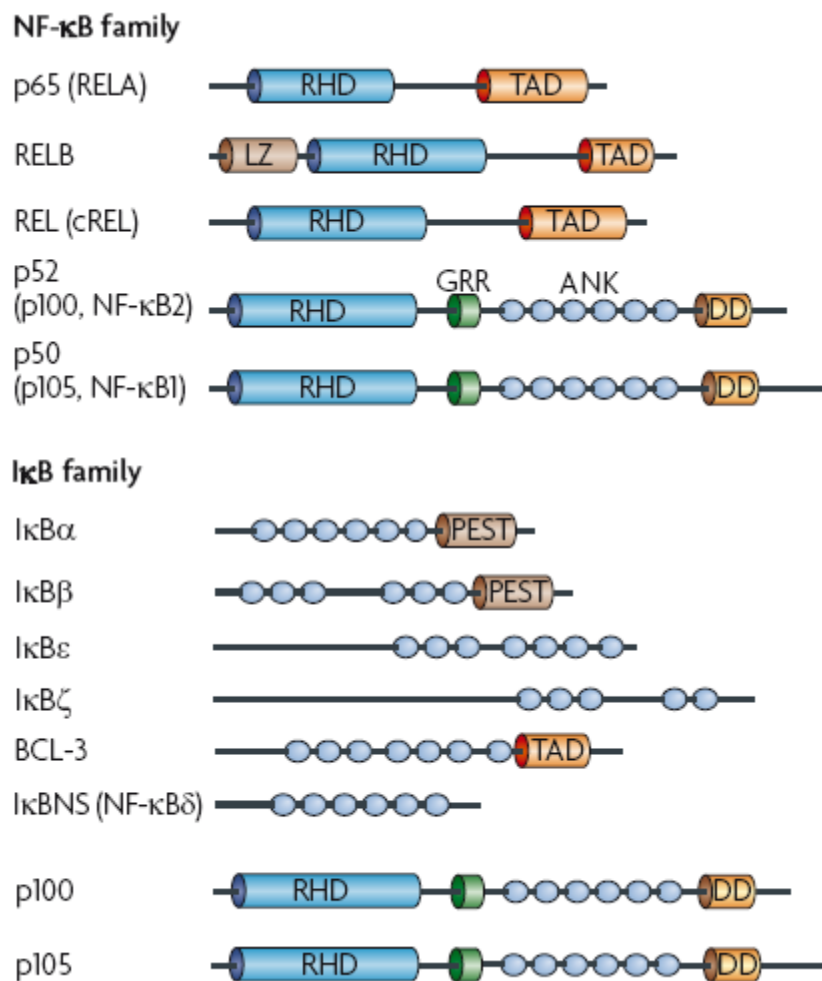 NF-κB family
p65 (RELA) RHD TAD
RELB LZ RHD TAD
REL (cREL) RHD TAD
p52
(p100, NF-κB2) RHD GRR ANK DD
p50
(p105, NF-κB1) RHD DD
IκB family
IκBα PEST
IκBβ PEST
IκBε
IκBζ
BCL-3 TAD
IκBNS (NF-κBδ)
p100 RHD DD
p105 RHD DD